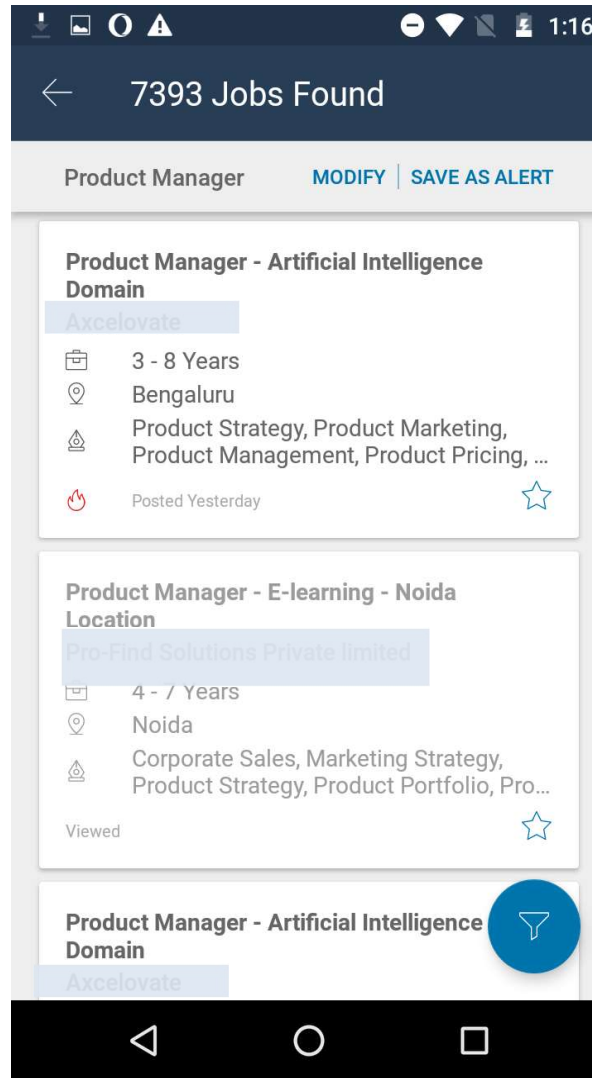 1:16
7393 Jobs Found
Product Manager MODIFY SAVE AS ALERT
Product Manager - Artificial Intelligence
Domain
Axcelovate
3 - 8 Years
Bengaluru
Product Strategy, Product Marketing,
Product Management, Product Pricing, ...
Posted Yesterday
Product Manager - E-learning - Noida
Location
Pro-Find Solutions Private limited
4 - 7 Years
Noida
Corporate Sales, Marketing Strategy,
Product Strategy, Product Portfolio, Pro...
Viewed
Product Manager - Artificial Intelligence
Domain
Axcelovate